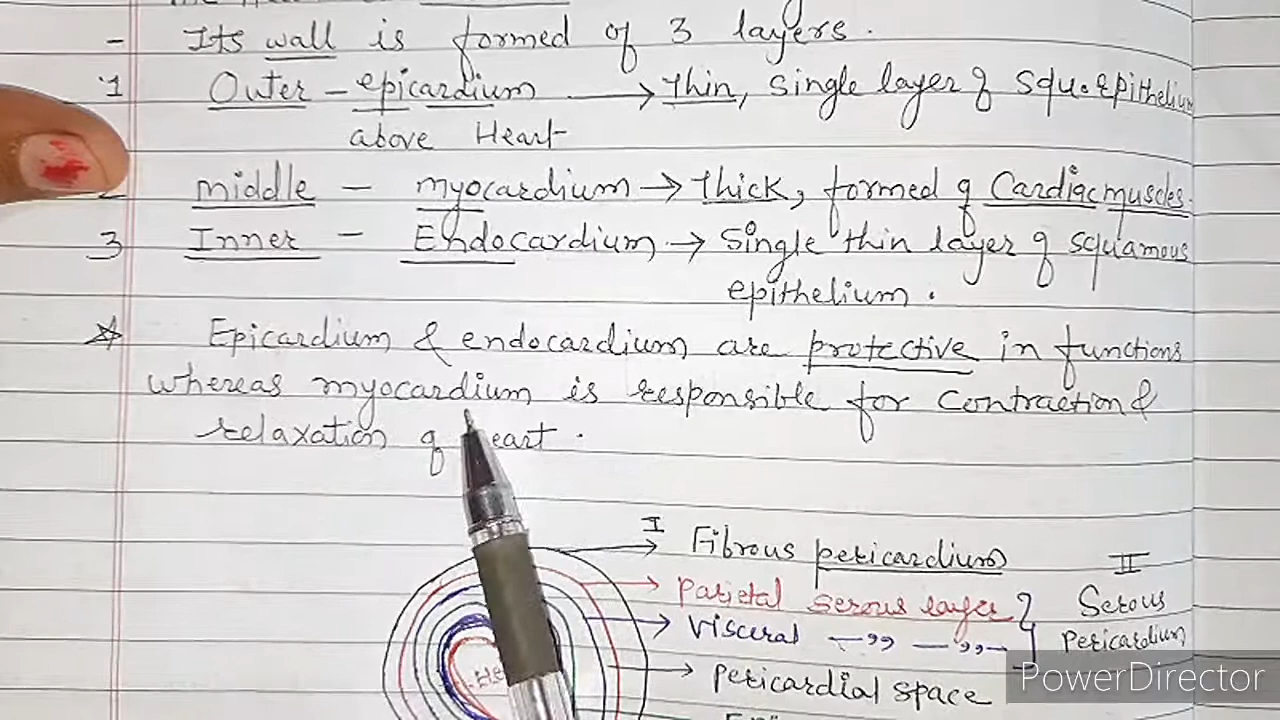 - Its wall is formed of 3 layers.
1 Outer - epicardium → Thin, single layer of squ. epithelium
above Heart
middle - myocardium → Thick, formed of Cardiac muscles.
3 Inner - Endocardium → Single thin layer of squamous
epithelium.
☆ Epicardium & endocardium are protective in functions
whereas myocardium is responsible for Contraction &
relaxation of eart.
I Fibrous pericardium II
Parietal serous layer } Serous
Visceral —,, —,,— Pericardium
Pericardial space
He
PowerDirector